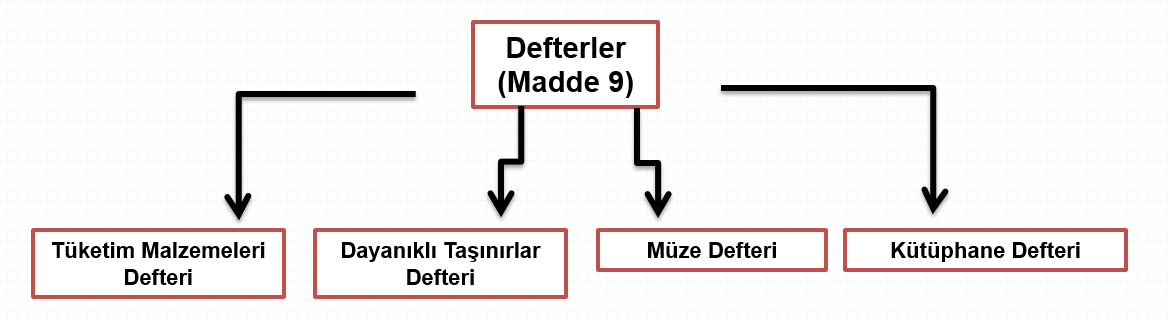 Defterler
(Madde 9)
Tüketim Malzemeleri
Defteri
Dayanıklı Taşınırlar
Defteri
Müze Defteri
Kütüphane Defteri